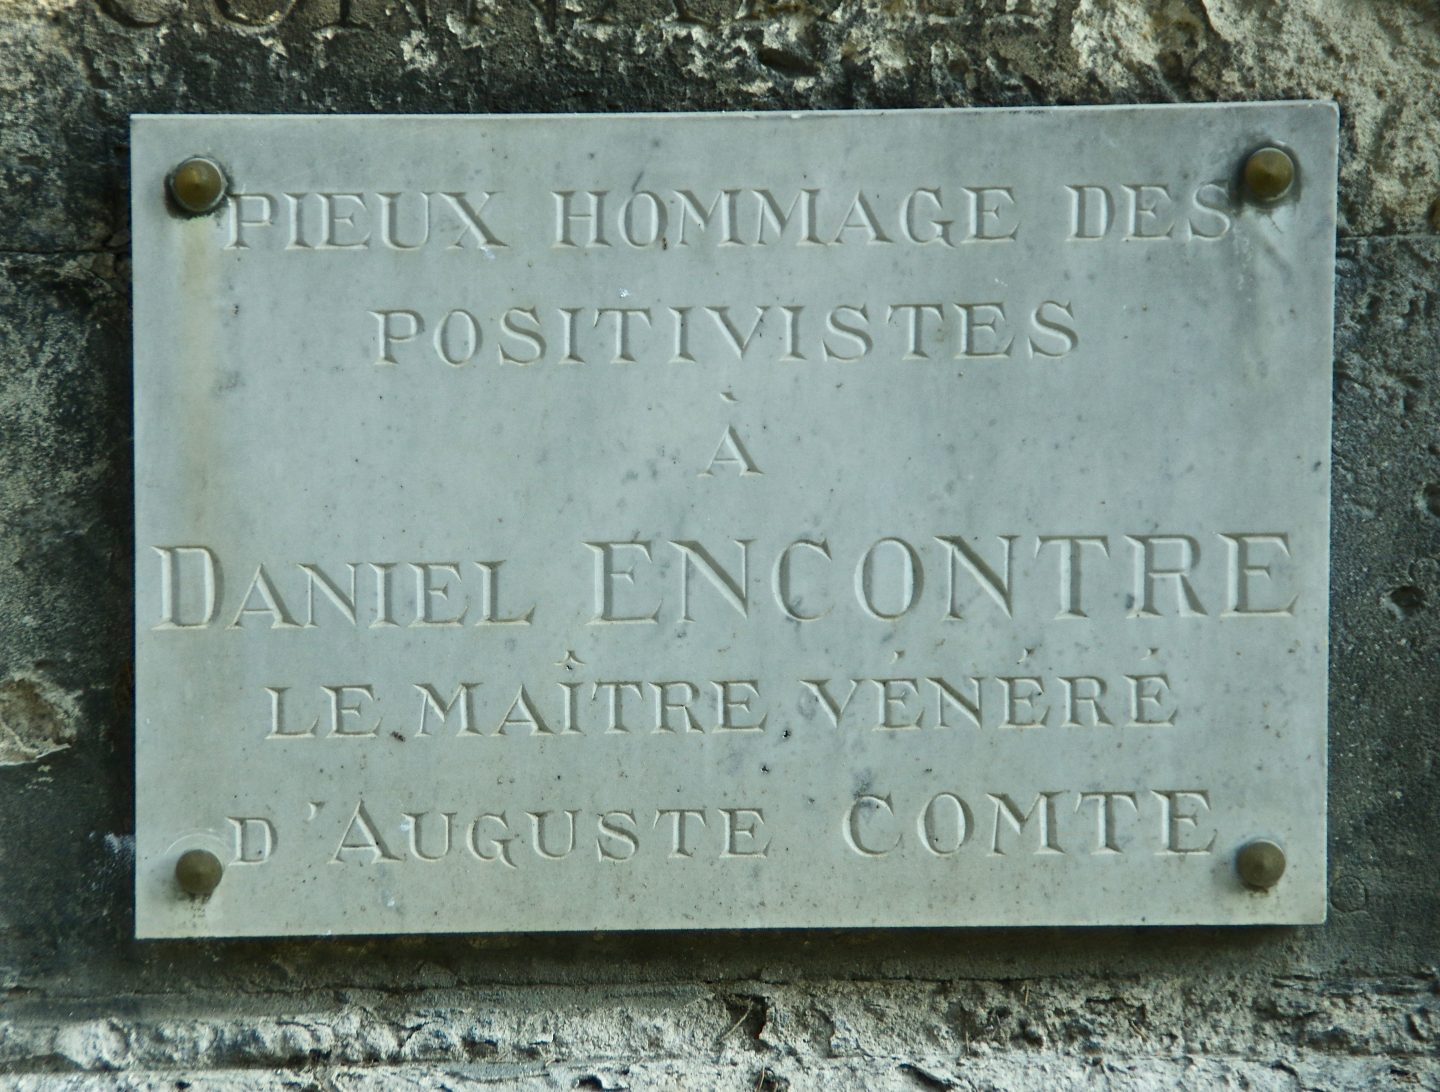 PIEUX HOMMAGE DES
POSITIVISTES
À
DANIEL ENCONTRE
LE MAÎTRE VÉNÉRÉ
D'AUGUSTE COMTE